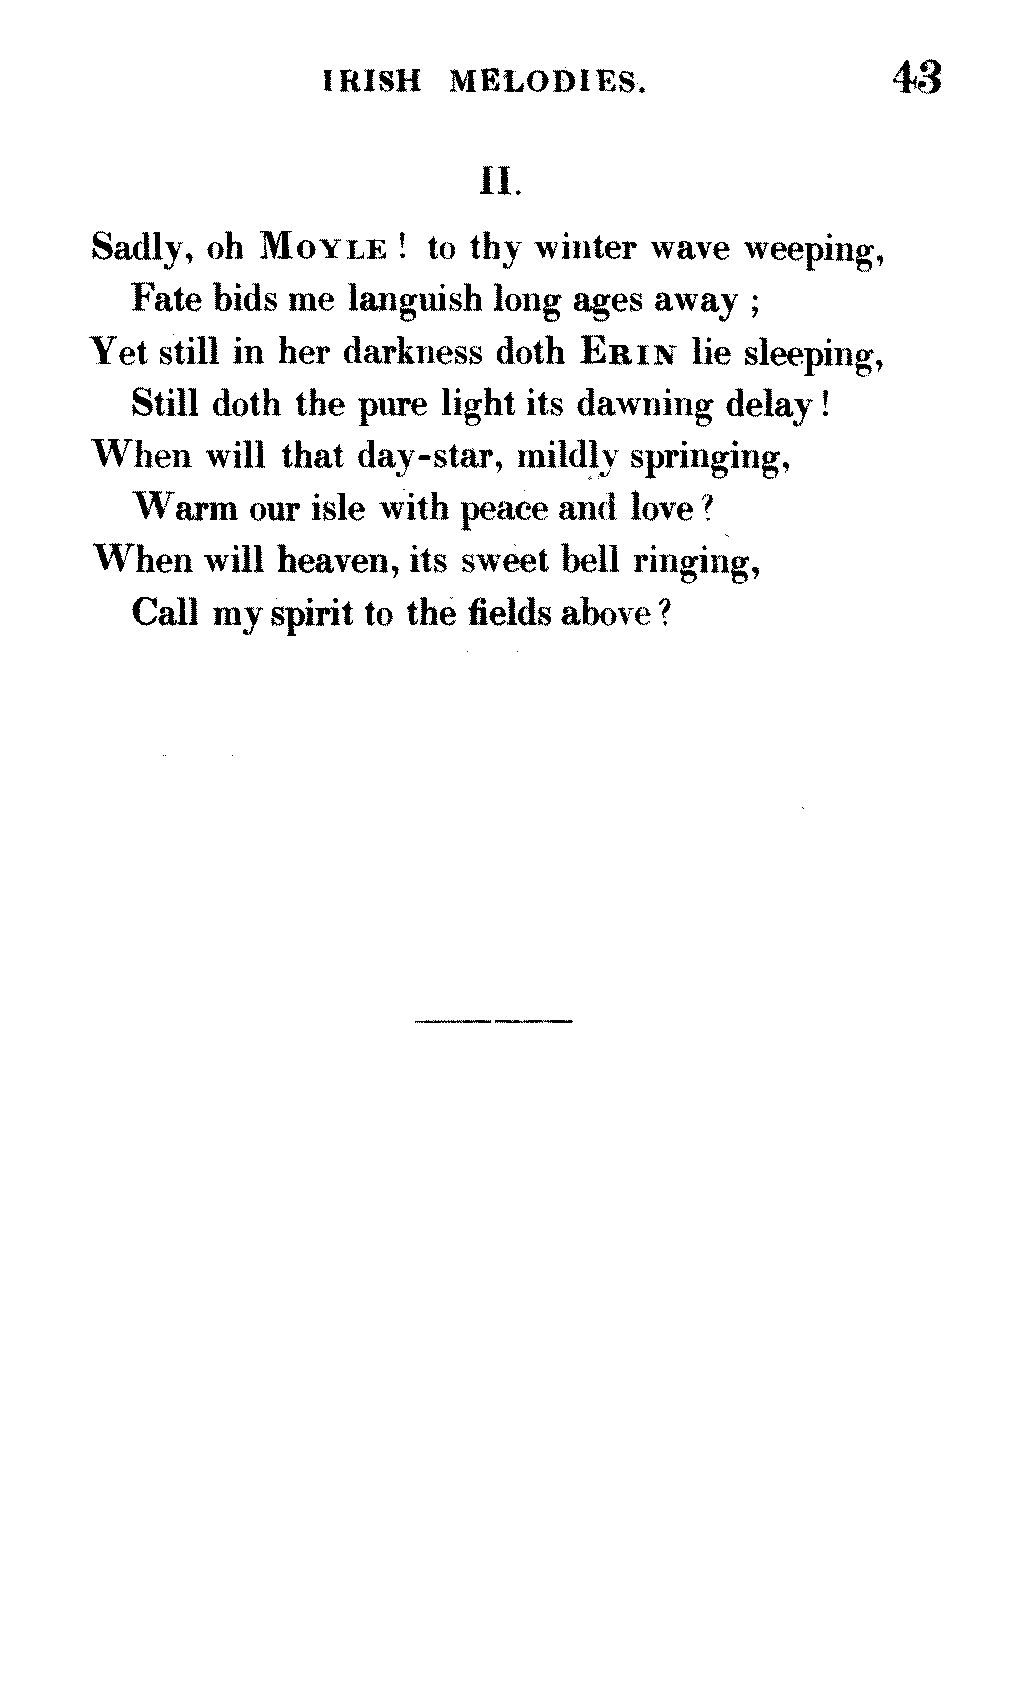 IRISH MELODIES. 43
II.
Sadly, oh MOYLE ! to thy winter wave weeping,
Fate bids me languish long ages away ;
Yet still in her darkness doth ERIN lie sleeping,
Still doth the pure light its dawning delay !
When will that day-star, mildly springing,
Warm our isle with peace and love ?
When will heaven, its sweet bell ringing,
Call my spirit to the fields above ?